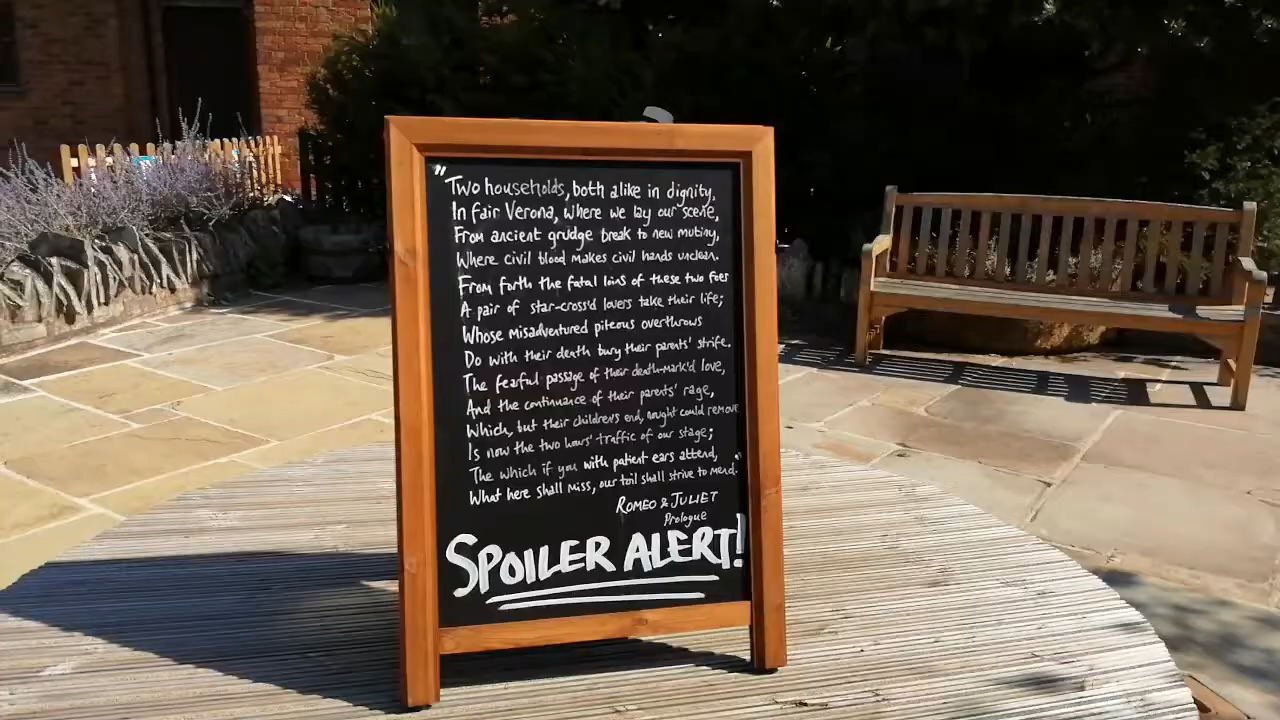 "Two households, both alike in dignity,
In fair Verona, where we lay our scene,
From ancient grudge break to new mutiny,
Where civil blood makes civil hands unclean.
From forth the fatal loins of these two foes
A pair of star-cross'd lovers take their life;
Whose misadventured piteous overthrows
Do with their death bury their parents' strife.
The fearful passage of their death-mark'd love,
And the continuance of their parents' rage,
Which, but their children's end, nought could remove
Is now the two hours' traffic of our stage;
The which if you with patient ears attend,
What here shall miss, our toil shall strive to mend."
ROMEO & JULIET
Prologue
SPOILER ALERT!